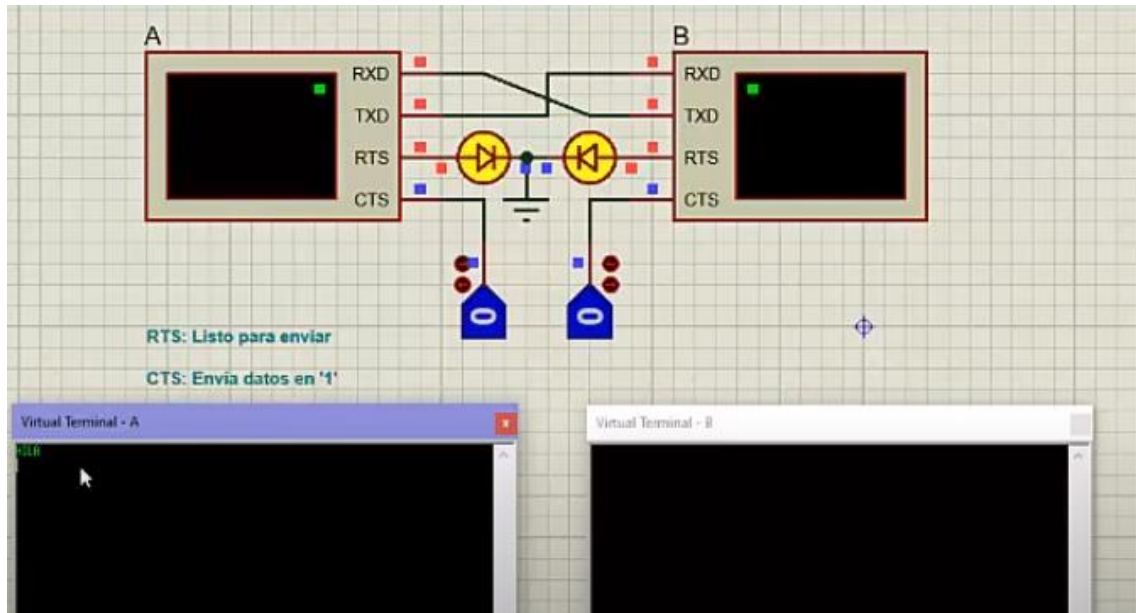 A
B
RXD
TXD
RTS
CTS
RXD
TXD
RTS
CTS
0
0
RTS: Listo para enviar
CTS: Envía datos en '1'
Virtual Terminal - A
x
Virtual Terminal - B
HOLA